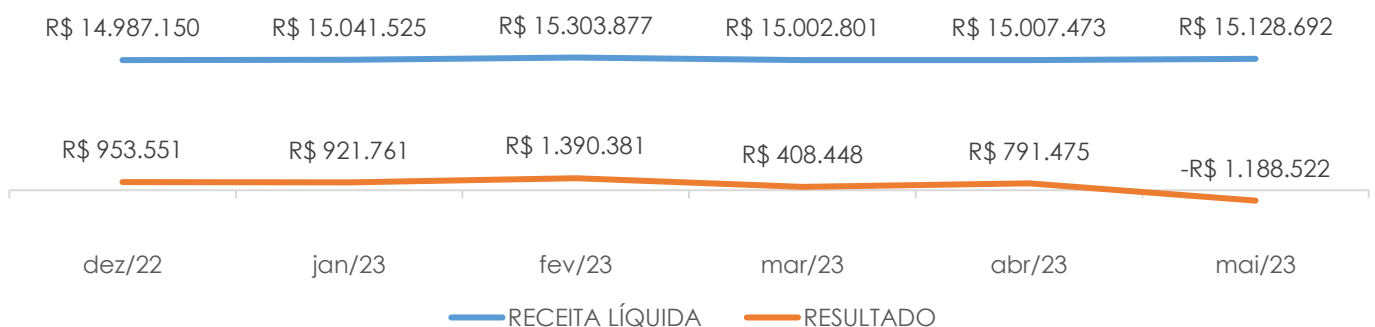 R$ 14.987.150 R$ 15.041.525 R$ 15.303.877 R$ 15.002.801 R$ 15.007.473 R$ 15.128.692
R$ 953.551 R$ 921.761 R$ 1.390.381 R$ 408.448 R$ 791.475 -R$ 1.188.522
dez/22 jan/23 fev/23 mar/23 abr/23 mai/23
RECEITA LÍQUIDA RESULTADO